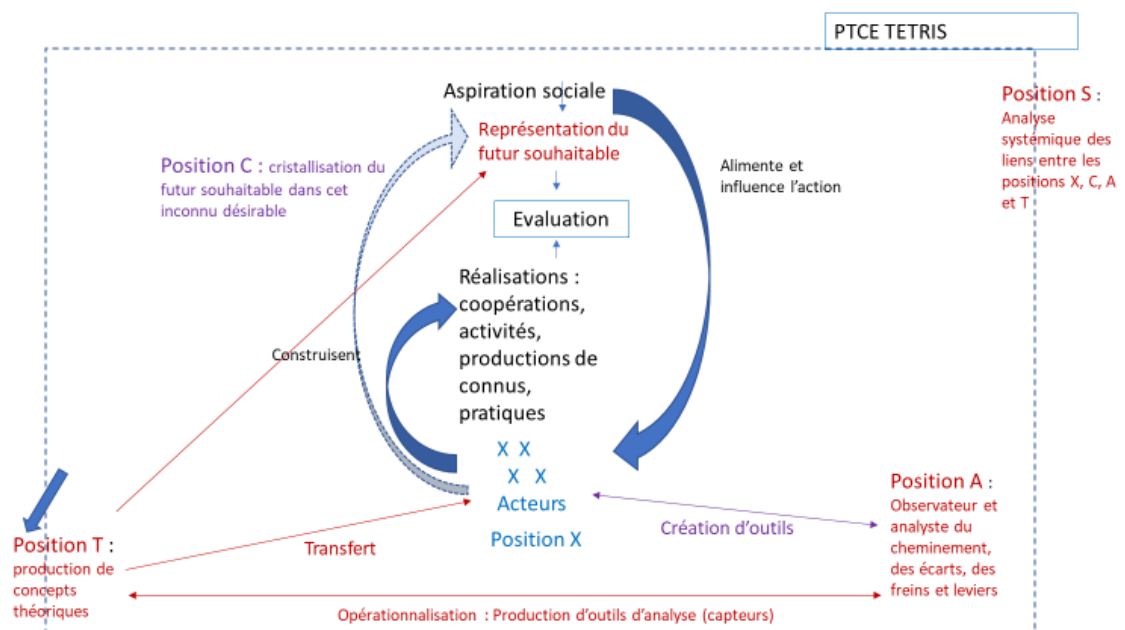 PTCE TETRIS
Aspiration sociale
Représentation du
futur souhaitable
Position S :
Analyse
systémique des
liens entre les
positions X, C, A
et T
Position C : cristallisation du
futur souhaitable dans cet
inconnu désirable
Alimente et
influence l’action
Evaluation
Réalisations :
coopérations,
activités,
productions de
connus,
pratiques
Construisent
X X
X X
Acteurs
Position X
Position A :
Observateur et
analyste du
cheminement,
des écarts, des
freins et leviers
Création d’outils
Position T :
production de
concepts
théoriques
Transfert
Opérationnalisation : Production d’outils d’analyse (capteurs)